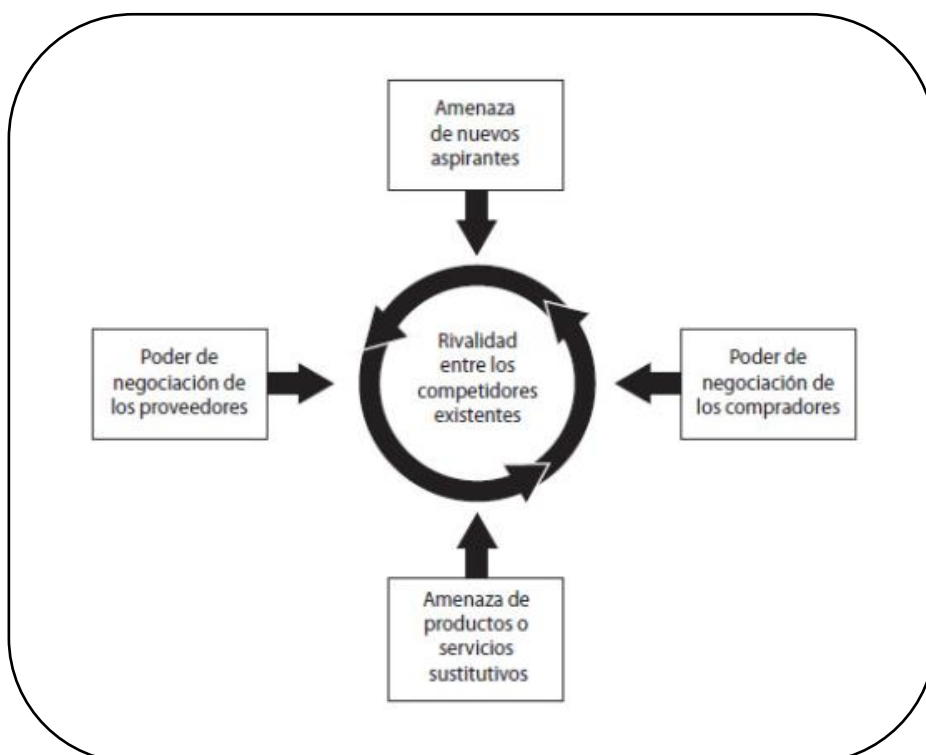 Amenaza
de nuevos
aspirantes
Poder de
negociación de
los proveedores
Rivalidad
entre los
competidores
existentes
Poder de
negociación de
los compradores
Amenaza de
productos o
servicios
sustitutivos